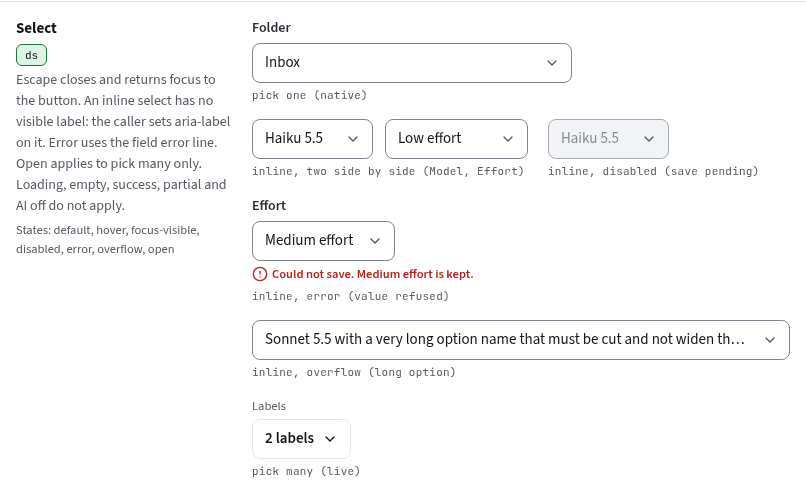 Select
ds
Escape closes and returns focus to
the button. An inline select has no
visible label: the caller sets aria-label
on it. Error uses the field error line.
Open applies to pick many only.
Loading, empty, success, partial and
AI off do not apply.
States: default, hover, focus-visible,
disabled, error, overflow, open
Folder
Inbox
pick one (native)
Haiku 5.5
Low effort
Haiku 5.5
inline, two side by side (Model, Effort)
inline, disabled (save pending)
Effort
Medium effort
Could not save. Medium effort is kept.
inline, error (value refused)
Sonnet 5.5 with a very long option name that must be cut and not widen th…
inline, overflow (long option)
Labels
2 labels
pick many (live)